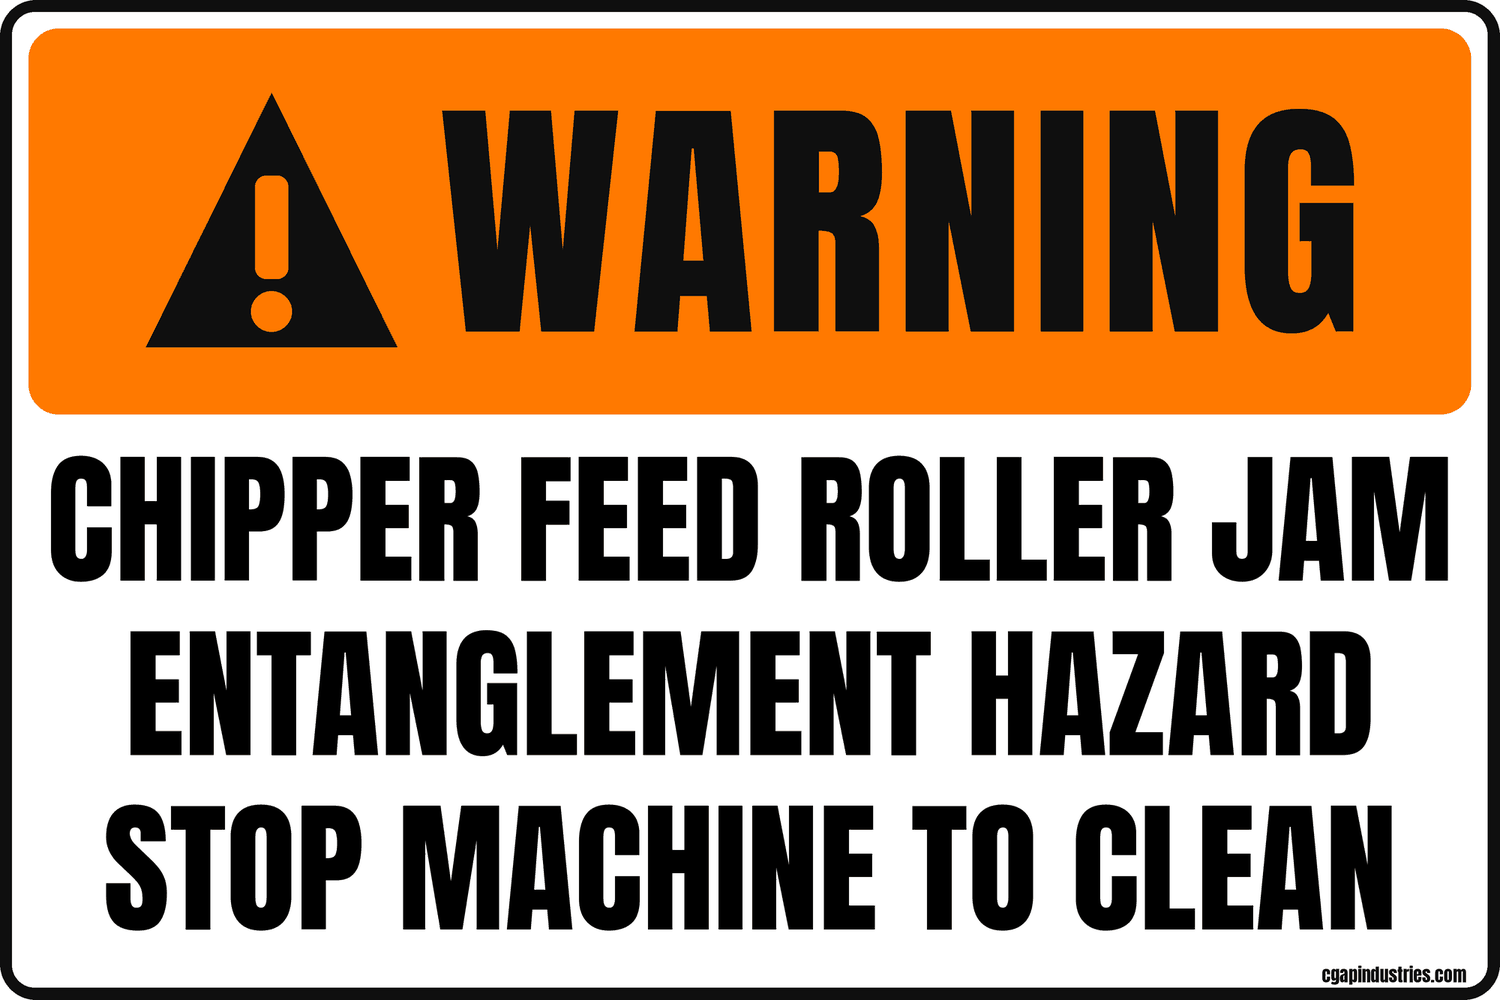 WARNING
CHIPPER FEED ROLLER JAM
ENTANGLEMENT HAZARD
STOP MACHINE TO CLEAN
cgapindustries.com